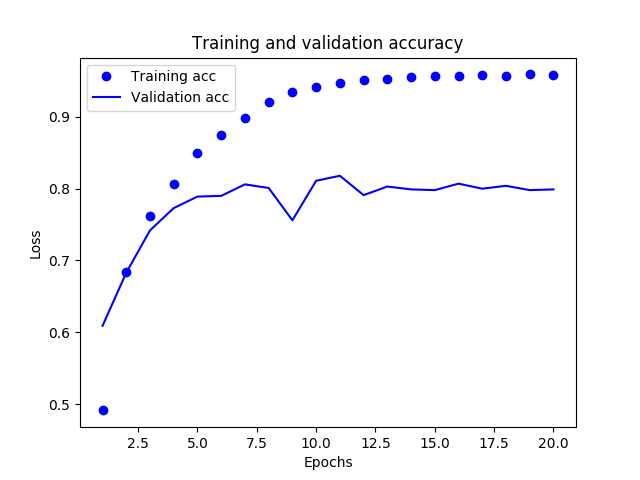 Training and validation accuracy
Training acc
Validation acc
0.9
0.8
0.7
0.6
0.5
Loss
2.5 5.0 7.5 10.0 12.5 15.0 17.5 20.0
Epochs